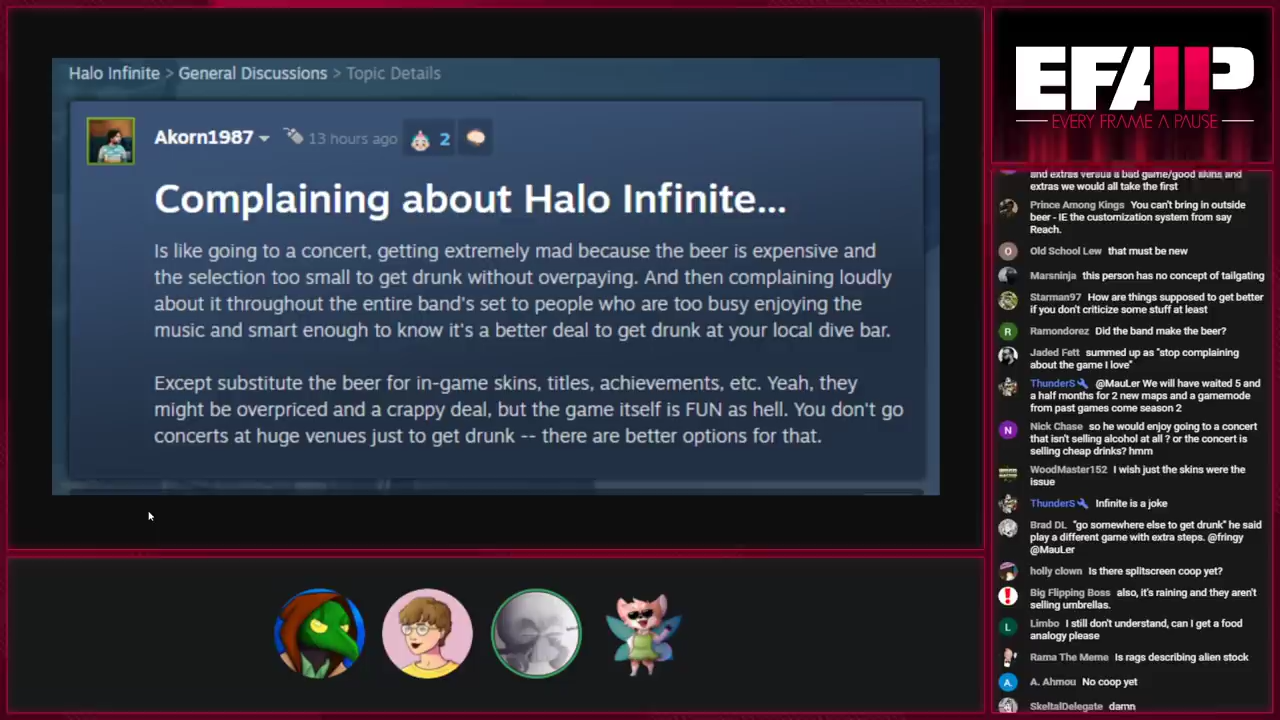 Halo Infinite > General Discussions > Topic Details
Akorn1987
13 hours ago
2
Complaining about Halo Infinite...
Is like going to a concert, getting extremely mad because the beer is expensive and
the selection too small to get drunk without overpaying. And then complaining loudly
about it throughout the entire band's set to people who are too busy enjoying the
music and smart enough to know it's a better deal to get drunk at your local dive bar.
Except substitute the beer for in-game skins, titles, achievements, etc. Yeah, they
might be overpriced and a crappy deal, but the game itself is FUN as hell. You don't go
concerts at huge venues just to get drunk -- there are better options for that.
EFAP
EVERY FRAME A PAUSE
and extras versus a bad game/good skins and
extras we would all take the first
Prince Among Kings You can't bring in outside
beer - IE the customization system from say
Reach.
O
Old School Lew that must be new
Marsninja this person has no concept of tailgating
Starman97 How are things supposed to get better
if you don't criticize some stuff at least
R
Ramondorez Did the band make the beer?
Jaded Fett summed up as "stop complaining
about the game I love"
ThunderS @MauLer We will have waited 5 and
a half months for 2 new maps and a gamemode
from past games come season 2
N
Nick Chase so he would enjoy going to a concert
that isn't selling alcohol at all ? or the concert is
selling cheap drinks? hmm
WoodMaster152 I wish just the skins were the
issue
ThunderS Infinite is a joke
Brad DL "go somewhere else to get drunk" he said
play a different game with extra steps. @fringy
@MauLer
holly clown Is there splitscreen coop yet?
Big Flipping Boss also, it's raining and they aren't
selling umbrellas.
L
Limbo I still don't understand, can I get a food
analogy please
Rama The Meme Is rags describing alien stock
A.
A. Ahmou No coop yet
SkeltalDelegate damn